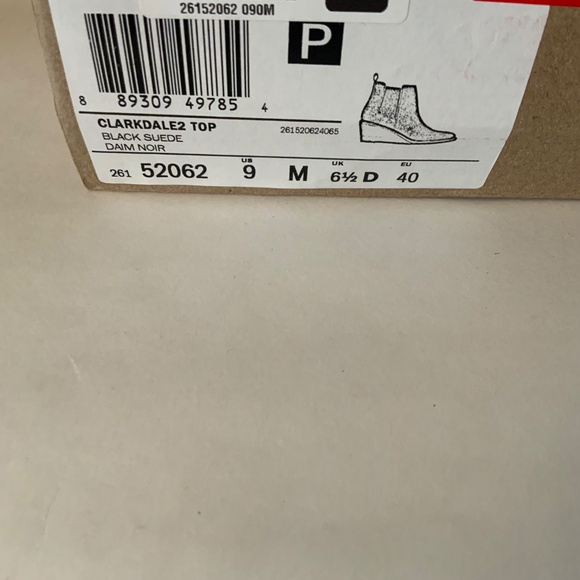 26152062 090M
P
8 89309 49785 4
CLARKDALE2 TOP
261520624065
BLACK SUEDE
DAIM NOIR
US UK EU
261 52062 9 M 6½ D 40